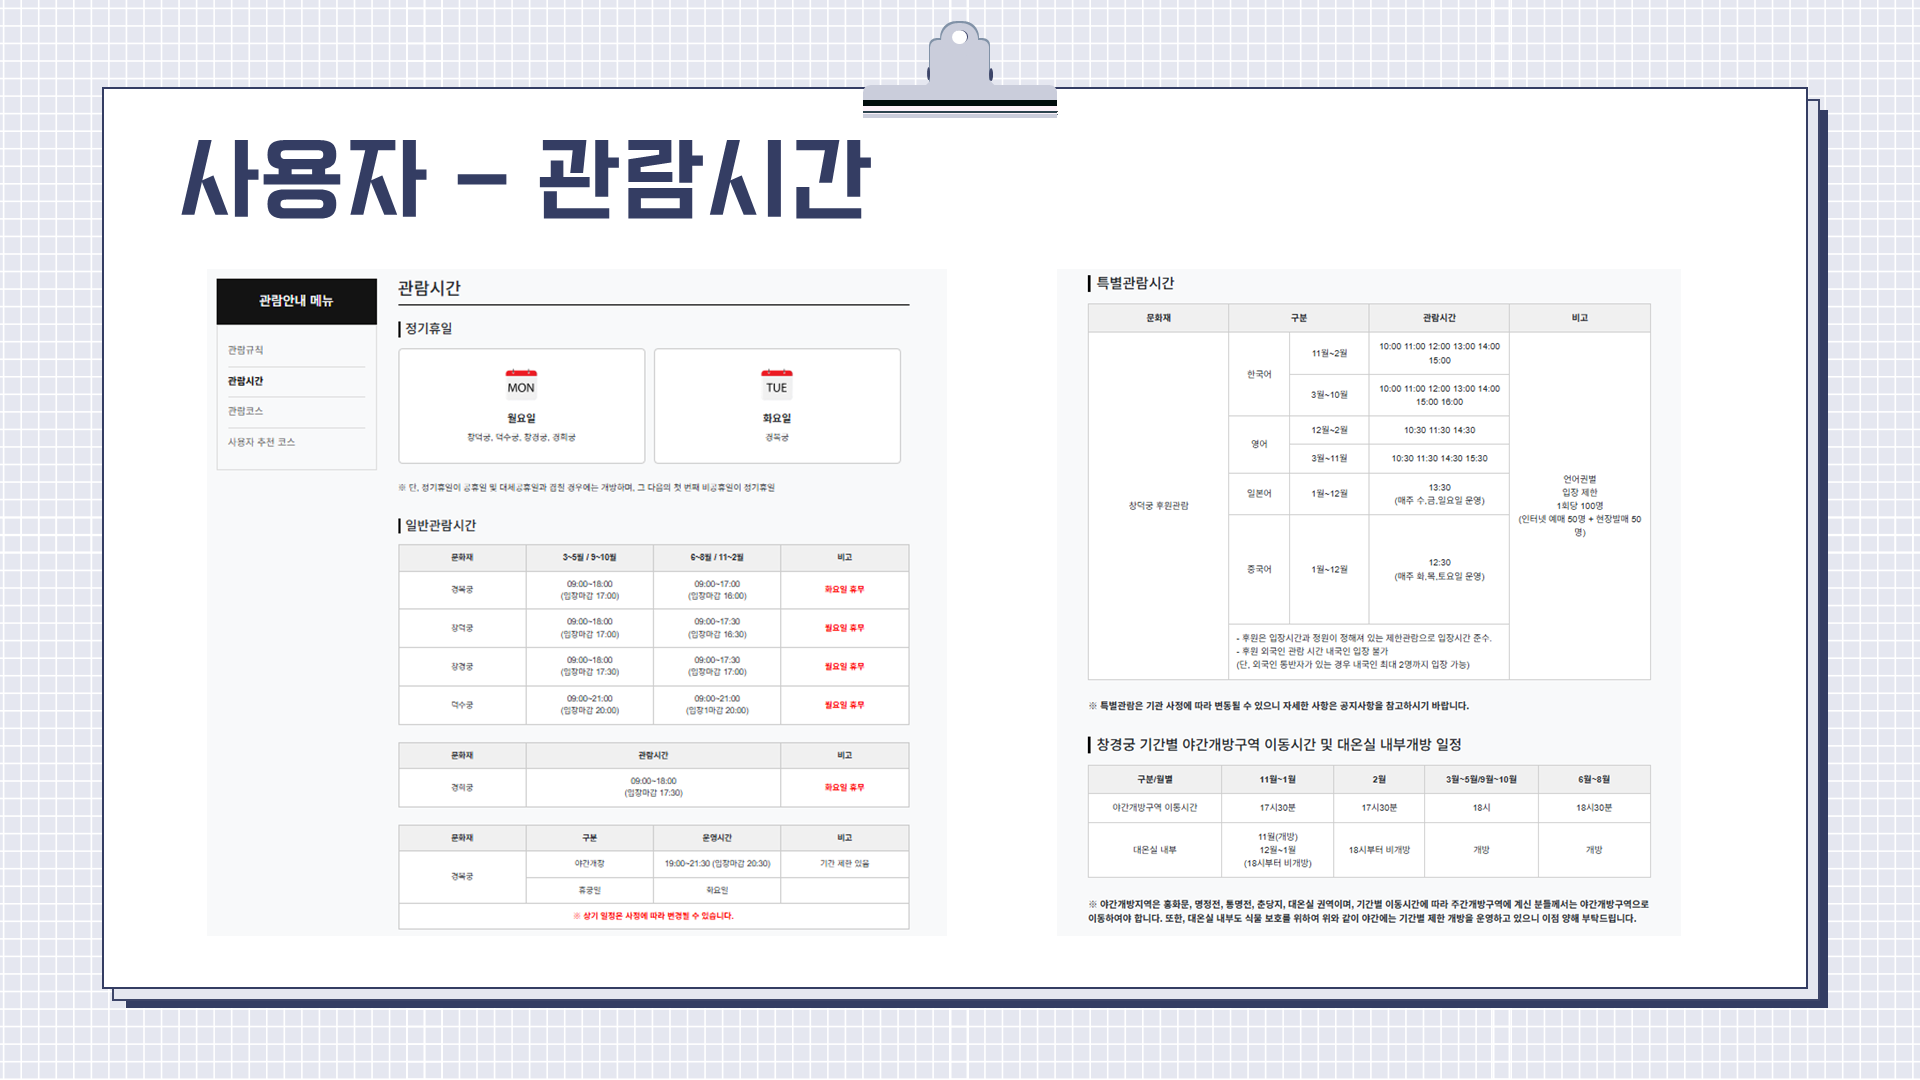 사용자 - 관람시간
관람안내 메뉴
관람규칙
관람시간
관람코스
사용자 추천 코스
관람시간
정기휴일
MON
월요일
창덕궁, 덕수궁, 창경궁, 경희궁
TUE
화요일
경복궁
※ 단, 정기휴일이 공휴일 및 대체공휴일과 겹칠 경우에는 개방하며, 그 다음의 첫 번째 비공휴일이 정기휴일
일반관람시간
문화재 3~5월 / 9~10월 6~8월 / 11~2월 비고
경복궁 09:00~18:00 (입장마감 17:00) 09:00~17:00 (입장마감 16:00) 화요일 휴무
창덕궁 09:00~18:00 (입장마감 17:00) 09:00~17:30 (입장마감 16:30) 월요일 휴무
창경궁 09:00~18:00 (입장마감 17:30) 09:00~17:30 (입장마감 17:00) 월요일 휴무
덕수궁 09:00~21:00 (입장마감 20:00) 09:00~21:00 (입장1마감 20:00) 월요일 휴무
문화재 관람시간 비고
경희궁 09:00~18:00 (입장마감 17:30) 화요일 휴무
문화재 구분 운영시간 비고
경복궁 야간개장 19:00~21:30 (입장마감 20:30) 기간 제한 있음
휴궁일 화요일
※ 상기 일정은 사정에 따라 변경될 수 있습니다.
특별관람시간
문화재 구분 관람시간 비고
창덕궁 후원관람
한국어 11월~2월 10:00 11:00 12:00 13:00 14:00
15:00
3월~10월 10:00 11:00 12:00 13:00 14:00
15:00 16:00
영어 12월~2월 10:30 11:30 14:30
3월~11월 10:30 11:30 14:30 15:30
일본어 1월~12월 13:30
(매주 수,금,일요일 운영)
중국어 1월~12월 12:30
(매주 화,목,토요일 운영)
언어권별
입장 제한
1회당 100명
(인터넷 예매 50명 + 현장발매 50
명)
- 후원은 입장시간과 정원이 정해져 있는 제한관람으로 입장시간 준수.
- 후원 외국인 관람 시간 내국인 입장 불가
(단, 외국인 동반자가 있는 경우 내국인 최대 2명까지 입장 가능)
※ 특별관람은 기관 사정에 따라 변동될 수 있으니 자세한 사항은 공지사항을 참고하시기 바랍니다.
창경궁 기간별 야간개방구역 이동시간 및 대온실 내부개방 일정
구분/월별 11월~1월 2월 3월~5월/9월~10월 6월~8월
야간개방구역 이동시간 17시30분 17시30분 18시 18시30분
대온실 내부 11월(개방) 12월~1월 (18시부터 비개방) 18시부터 비개방 개방 개방
※ 야간개방지역은 홍화문, 명정전, 통명전, 춘당지, 대온실 권역이며, 기간별 이동시간에 따라 주간개방구역에 계신 분들께서는 야간개방구역으로
이동하여야 합니다. 또한, 대온실 내부도 식물 보호를 위하여 위와 같이 야간에는 기간별 제한 개방을 운영하고 있으니 이점 양해 부탁드립니다.